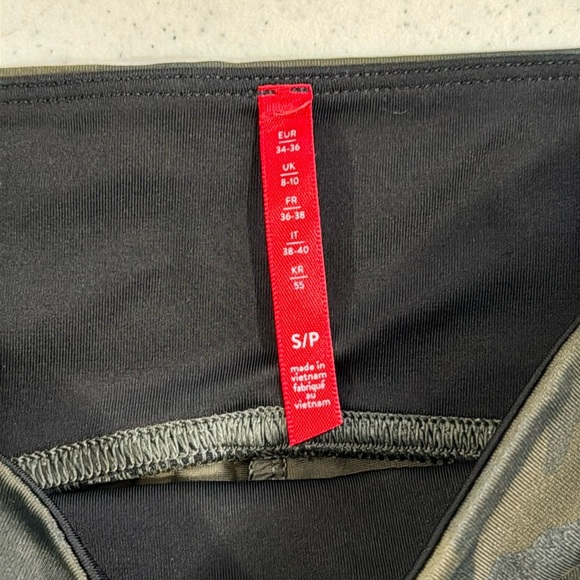 EUR
34-36
UK
8-10
FR
36-38
IT
38-40
KR
55
S/P
made in
vietnam
fabriqué
au
vietnam